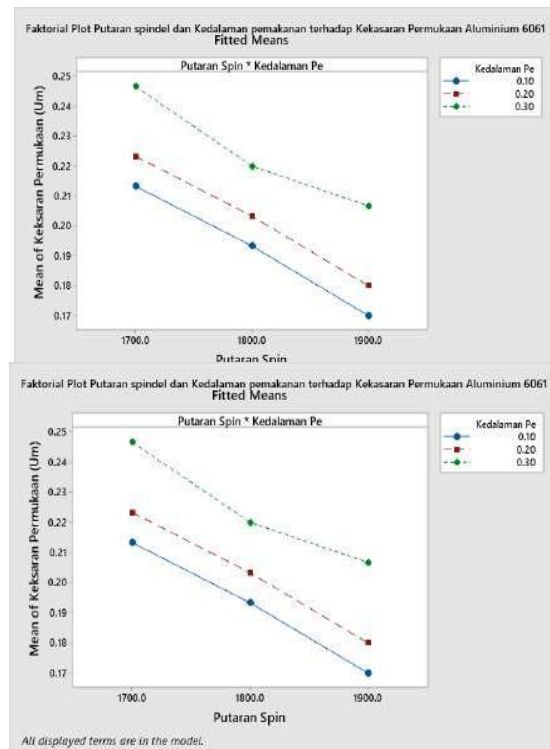 Faktorial Plot Putaran spindel dan Kedalaman pemakanan terhadap Kekasaran Permukaan Aluminium 6061
Fitted Means
Putaran Spin * Kedalaman Pe
Kedalaman Pe
0.10
0.20
0.30
Mean of Keksaran Permukaan (Um)
0.25
0.24
0.23
0.22
0.21
0.20
0.19
0.18
0.17
1700.0 1800.0 1900.0
Putaran Spin
Faktorial Plot Putaran spindel dan Kedalaman pemakanan terhadap Kekasaran Permukaan Aluminium 6061
Fitted Means
Putaran Spin * Kedalaman Pe
Kedalaman Pe
0.10
0.20
0.30
Mean of Keksaran Permukaan (Um)
0.25
0.24
0.23
0.22
0.21
0.20
0.19
0.18
0.17
1700.0 1800.0 1900.0
Putaran Spin
All displayed terms are in the model.